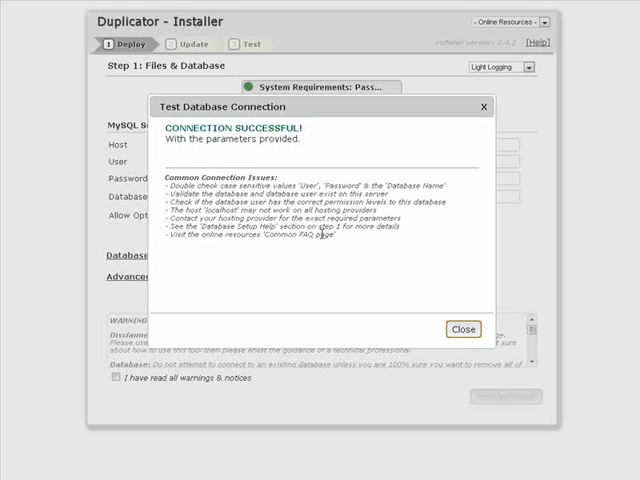 Duplicator - Installer
- Online Resources -
1 Deploy
2 Update
3 Test
installer version: 0.4.2
[Help]
Step 1: Files & Database
Light Logging
System Requirements: Pass...
Test Database Connection
X
CONNECTION SUCCESSFUL!
With the parameters provided.
Common Connection Issues:
- Double check case sensitive values 'User', 'Password' & the 'Database Name'
- Validate the database and database user exist on this server
- Check if the database user has the correct permission levels to this database
- The host 'localhost' may not work on all hosting providers
- Contact your hosting provider for the exact required parameters
- See the 'Database Setup Help' section on step 1 for more details
- Visit the online resources 'Common FAQ page'
Close
MySQL
Host
User
Password
Database
Allow
Database
Advanced
WARNING
Disclaimer
ge.
Please
t sure
about how to use this tool than please enlist the guidance of a technical professional.
Database: Do not attempt to connect to an existing database unless you are 100% sure you want to remove all of
I have read all warnings & notices